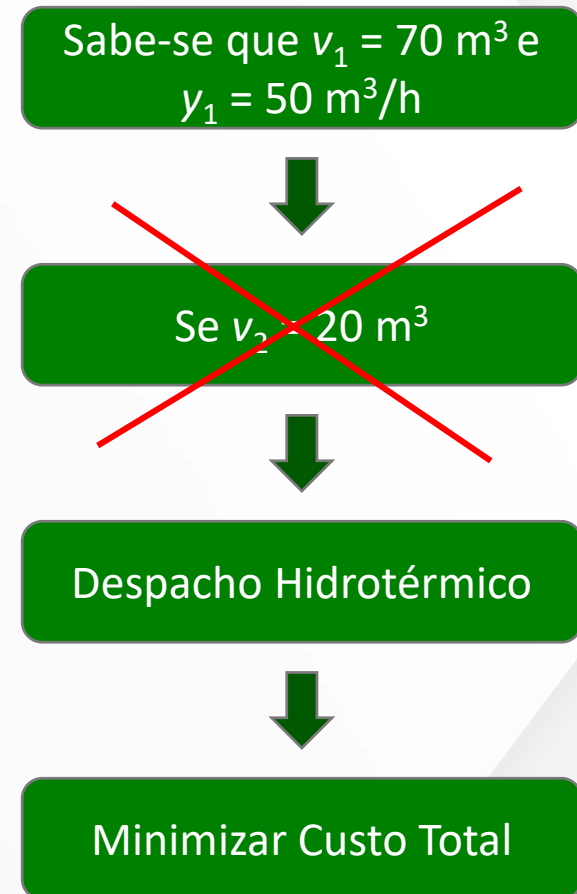 Sabe-se que v₁ = 70 m³ e
y₁ = 50 m³/h
Se v₂ = 20 m³
Despacho Hidrotérmico
Minimizar Custo Total